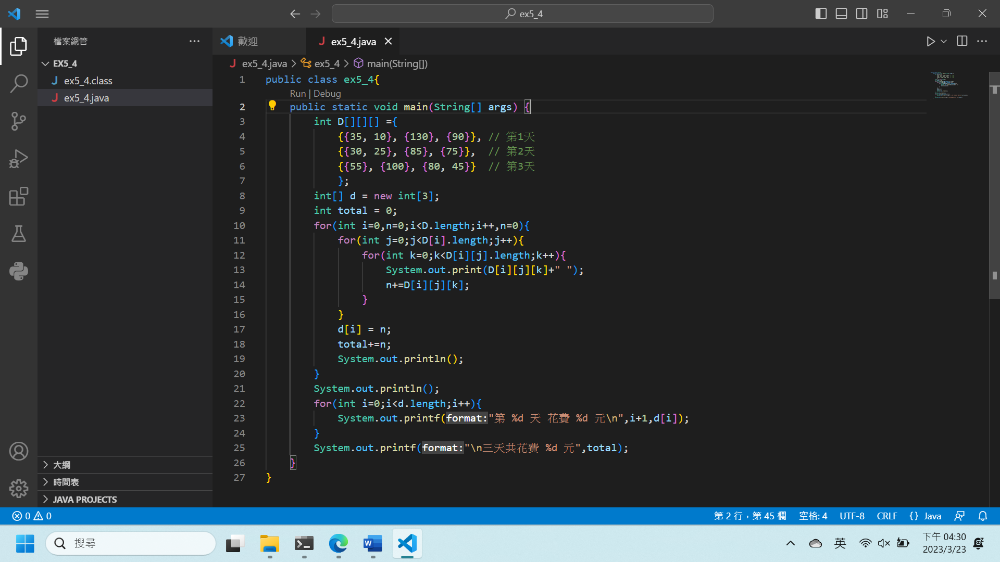 ex5_4
檔案總管
歡迎
ex5_4.java
EX5_4
ex5_4.class
ex5_4.java
ex5_4.java > ex5_4 > main(String[])
1 public class ex5_4{
Run | Debug
2 public static void main(String[] args) {
3 int D[][][] ={
4 {{35, 10}, {130}, {90}}, // 第1天
5 {{30, 25}, {85}, {75}},  // 第2天
6 {{55}, {100}, {80, 45}}  // 第3天
7 };
8 int[] d = new int[3];
9 int total = 0;
10 for(int i=0,n=0;i<D.length;i++,n=0){
11 for(int j=0;j<D[i].length;j++){
12 for(int k=0;k<D[i][j].length;k++){
13 System.out.print(D[i][j][k]+" ");
14 n+=D[i][j][k];
15 }
16 }
17 d[i] = n;
18 total+=n;
19 System.out.println();
20 }
21 System.out.println();
22 for(int i=0;i<d.length;i++){
23 System.out.printf(format:"第 %d 天 花費 %d 元\n",i+1,d[i]);
24 }
25 System.out.printf(format:"\n三天共花費 %d 元",total);
26 }
27 }
大綱
時間表
JAVA PROJECTS
0 0
第 2 行，第 45 欄 空格: 4 UTF-8 CRLF {} Java
搜尋
英
下午 04:30
2023/3/23